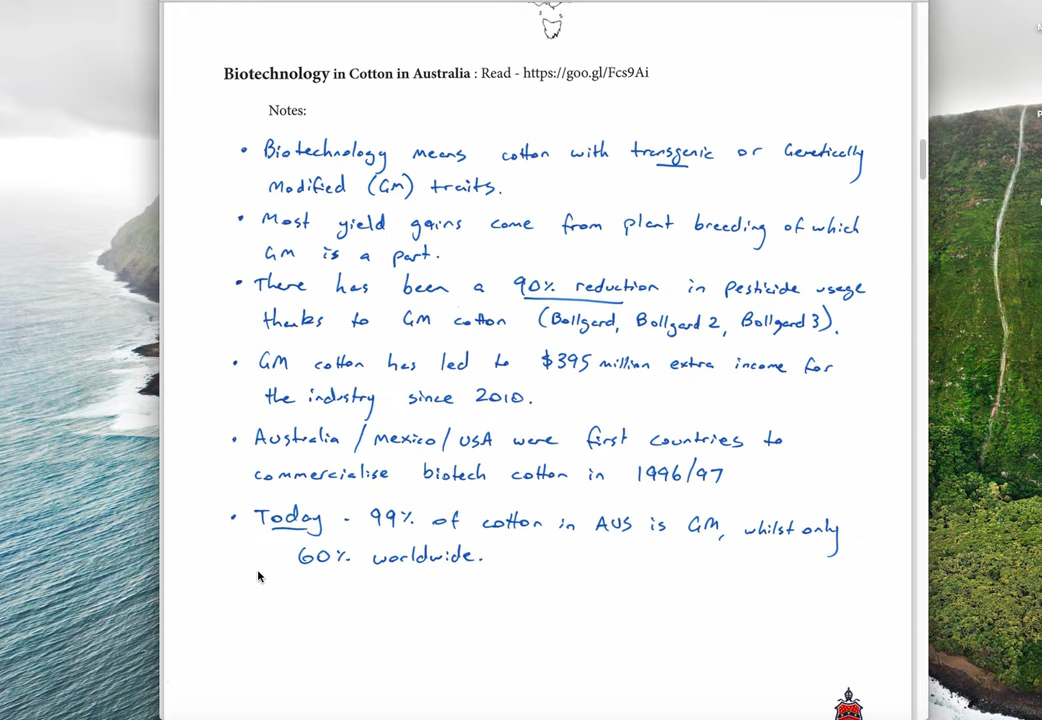 Biotechnology in Cotton in Australia : Read - https://goo.gl/Fcs9Ai
Notes:
• Biotechnology means cotton with transgenic or Genetically
Modified (GM) traits.
• Most yield gains come from plant breeding of which
GM is a part.
• There has been a 90% reduction in pesticide usage
thanks to GM cotton (Bollgard, Bollgard 2, Bollgard 3).
• GM cotton has led to $395 million extra income for
the industry since 2010.
• Australia / Mexico / USA were first countries to
commercialise biotech cotton in 1996/97
• Today - 99% of cotton in AUS is GM, whilst only
60% worldwide.